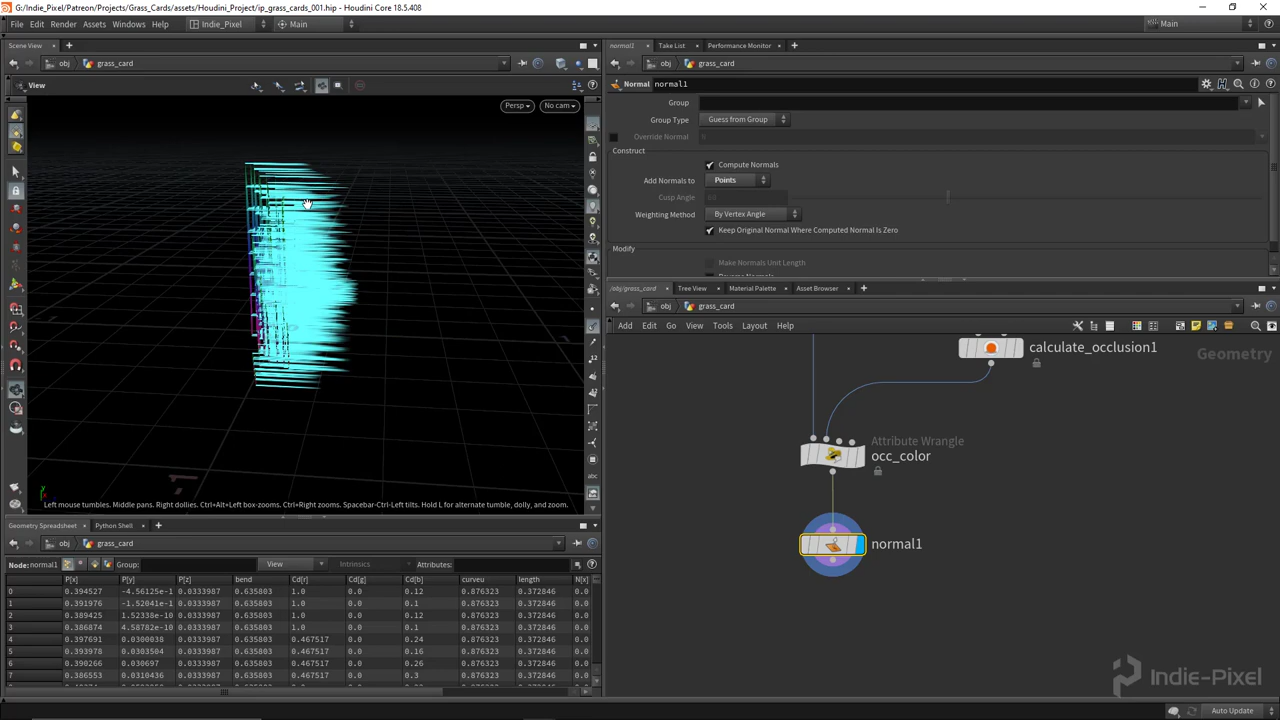 G:/Indie_Pixel/Patreon/Projects/Grass_Cards/assets/Houdini_Project/ip_grass_cards_001.hip - Houdini Core 18.5.408
File Edit Render Assets Windows Help Indie_Pixel Main Main
Scene View
obj grass_card
View
Persp No cam
Left mouse tumbles. Middle pans. Right dollies. Ctrl+Alt+Left box-zooms. Ctrl+Right zooms. Spacebar-Ctrl-Left tilts. Hold L for alternate tumble, dolly, and zoom.
normal1 Take List Performance Monitor
obj grass_card
Normal normal1
Group
Group Type Guess from Group
Override Normal
Construct
Compute Normals
Add Normals to Points
Cusp Angle
Weighting Method By Vertex Angle
Keep Original Normal Where Computed Normal Is Zero
Modify
Make Normals Unit Length
/obj/grass_card Tree View Material Palette Asset Browser
obj grass_card
Add Edit Go View Tools Layout Help
calculate_occlusion1
Geometry
Attribute Wrangle
occ_color
normal1
Indie-Pixel
Geometry Spreadsheet Python Shell
obj grass_card
Node: normal1 Group: View Intrinsics Attributes:
P[x] P[y] P[z] bend Cd[r] Cd[g] Cd[b] curveu length N[x]
0 0.394527 -4.56125e-1 0.0333987 0.635803 1.0 0.0 0.12 0.876323 0.372846 0.0
1 0.391976 -1.52041e-1 0.0333987 0.635803 1.0 0.0 0.1 0.876323 0.372846 0.0
2 0.389425 1.52338e-10 0.0333987 0.635803 1.0 0.0 0.12 0.876323 0.372846 0.0
3 0.386874 4.58782e-10 0.0333987 0.635803 1.0 0.0 0.1 0.876323 0.372846 0.0
4 0.397691 0.0300038 0.0333987 0.635803 0.467517 0.0 0.24 0.876323 0.372846 0.0
5 0.393978 0.0303504 0.0333987 0.635803 0.467517 0.0 0.16 0.876323 0.372846 0.0
6 0.390266 0.030697 0.0333987 0.635803 0.467517 0.0 0.26 0.876323 0.372846 0.0
7 0.386553 0.0310436 0.0333987 0.635803 0.467517 0.0 0.3 0.876323 0.372846 0.0
Auto Update